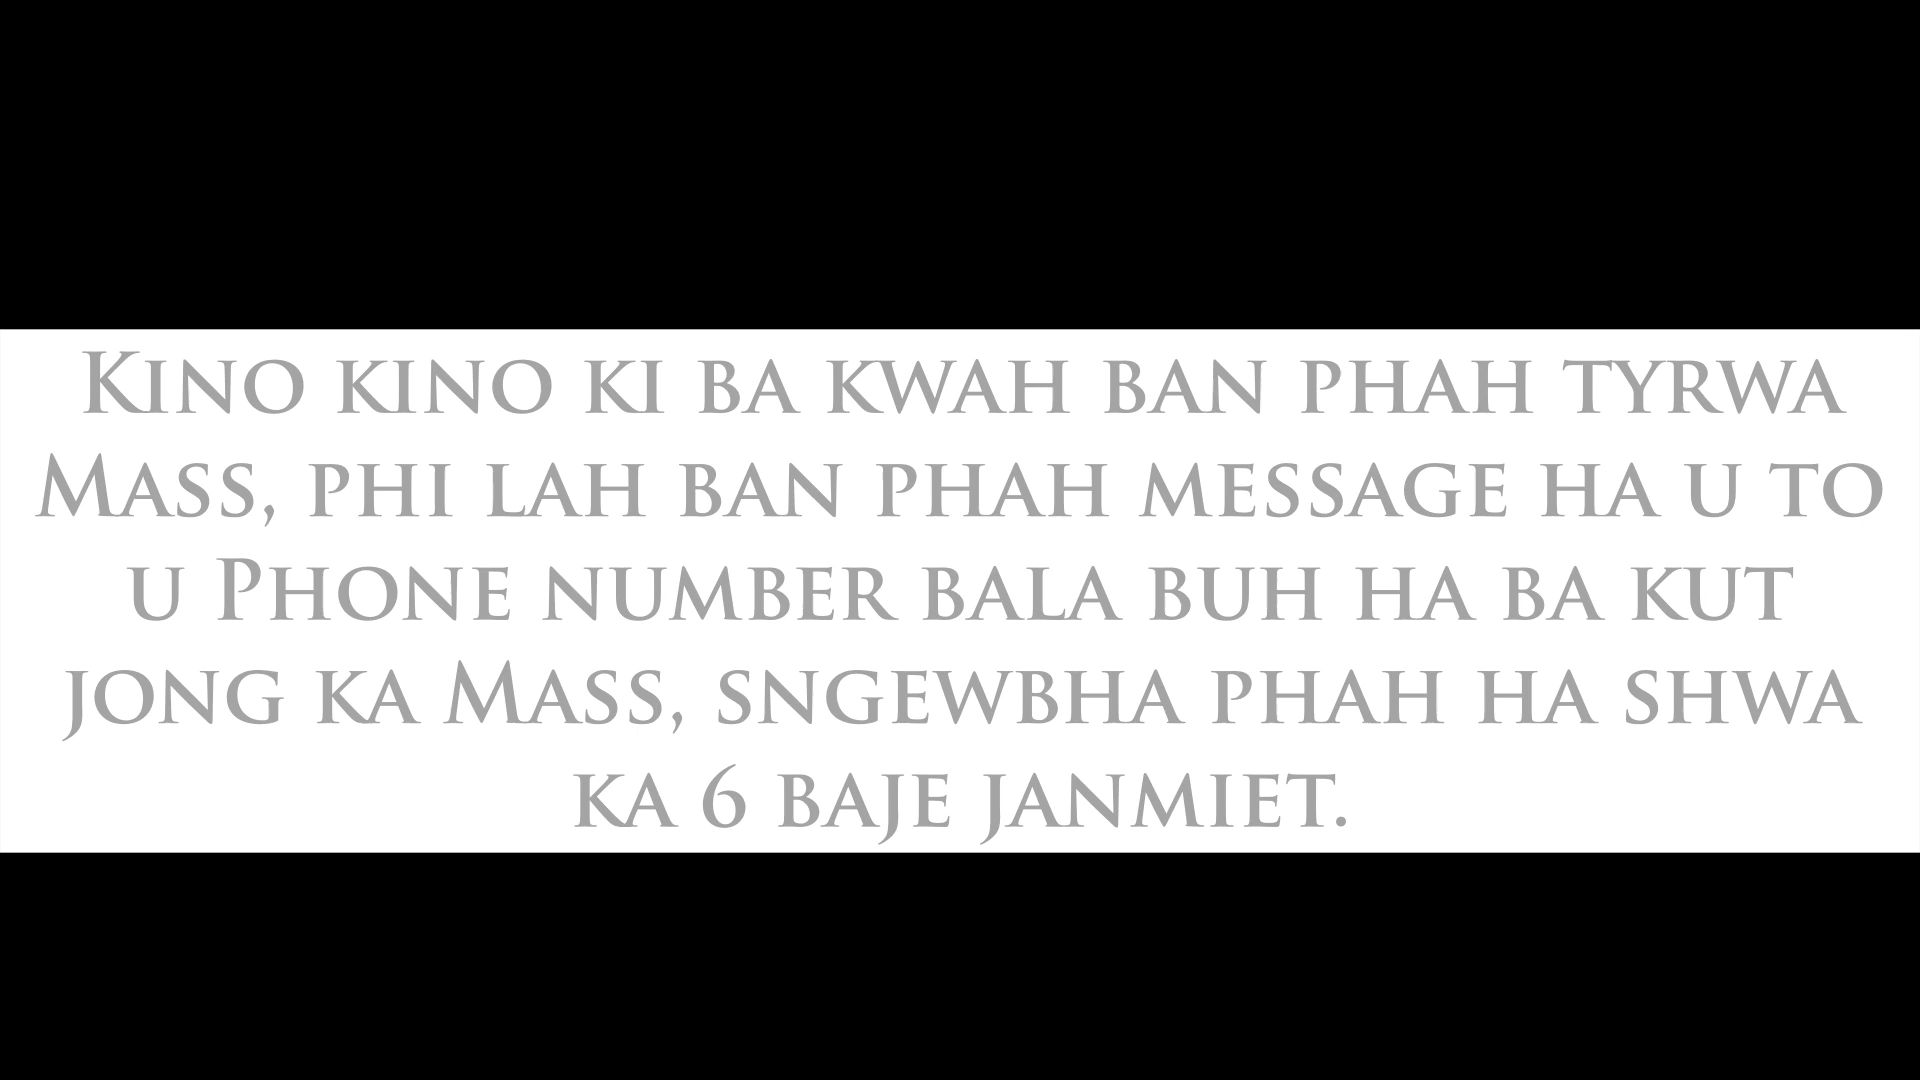 Kino kino ki ba kwah ban phah tyrwa
Mass, phi lah ban phah message ha u to
u Phone number bala buh ha ba kut
jong ka Mass, sngewbha phah ha shwa
ka 6 baje janmiet.